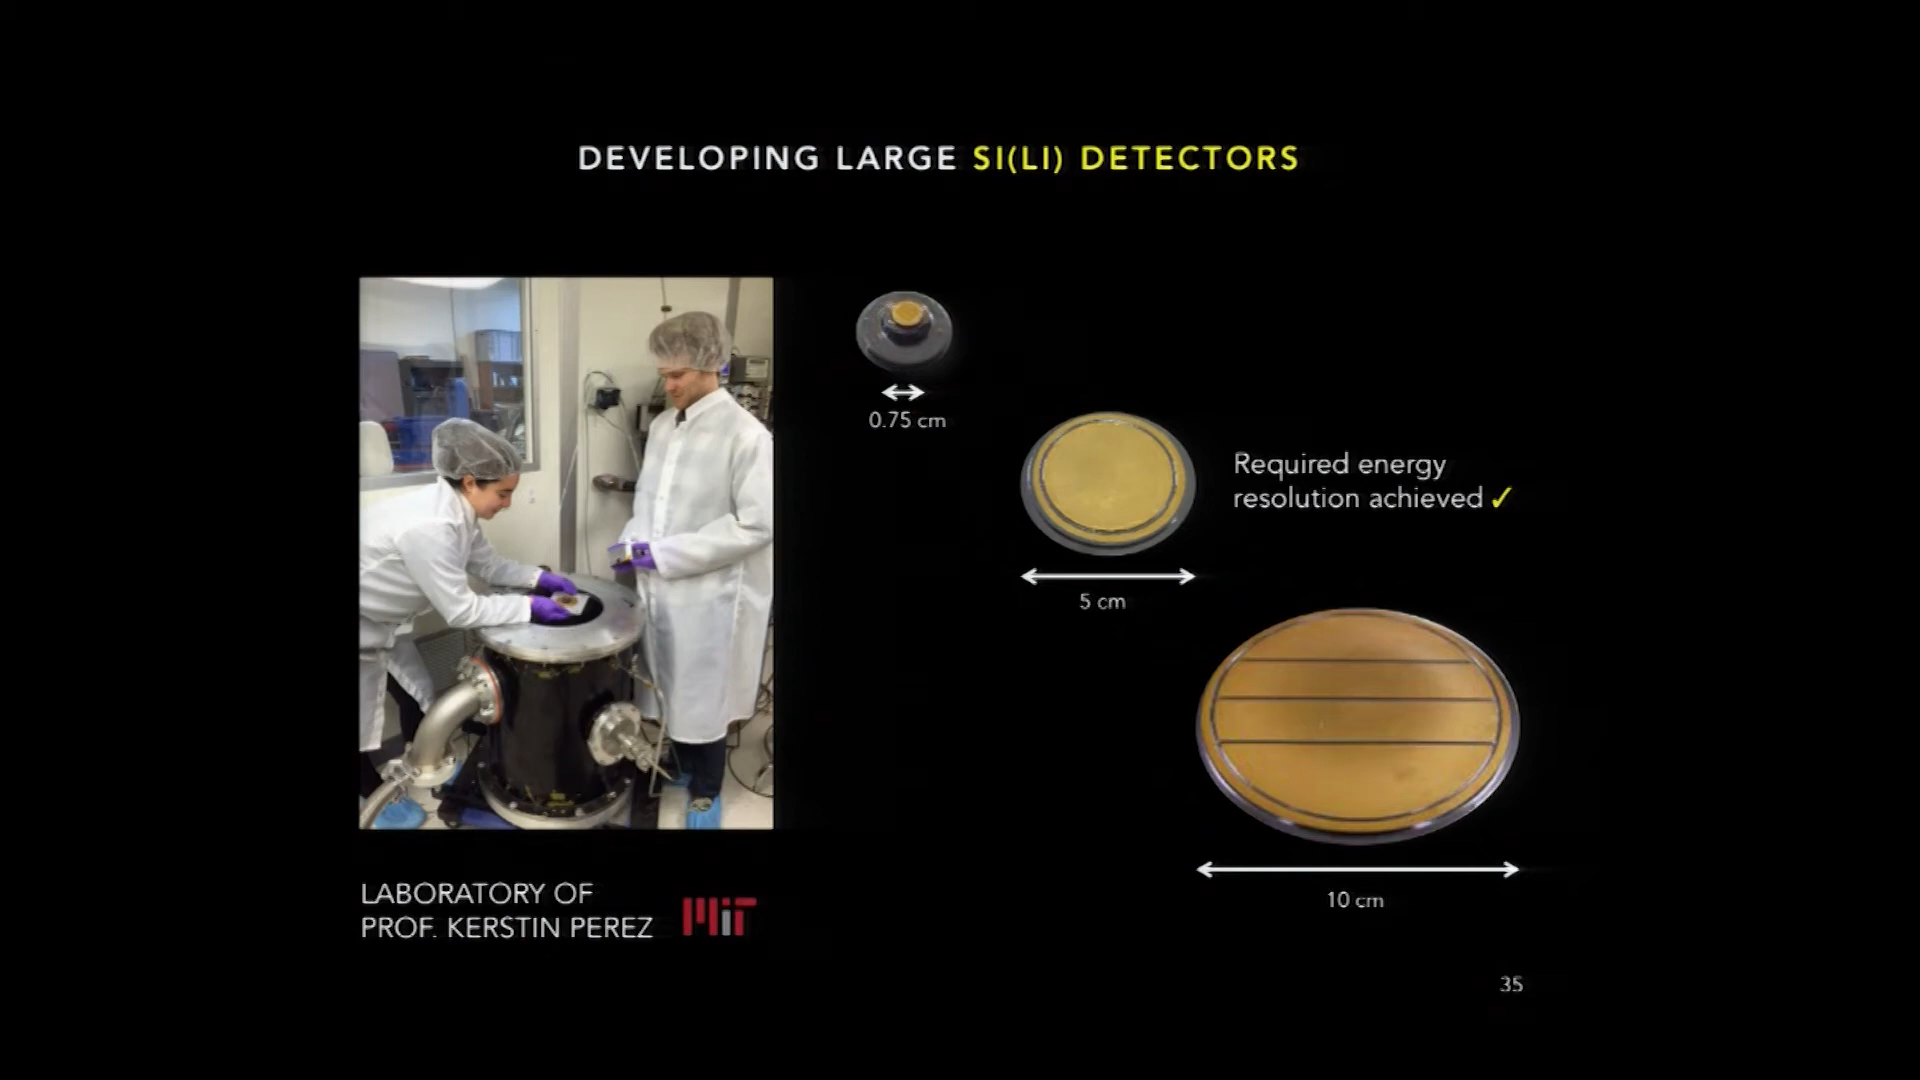 DEVELOPING LARGE SI(LI) DETECTORS
0.75 cm
Required energy
resolution achieved ✓
5 cm
10 cm
LABORATORY OF
PROF. KERSTIN PEREZ
MIT
35